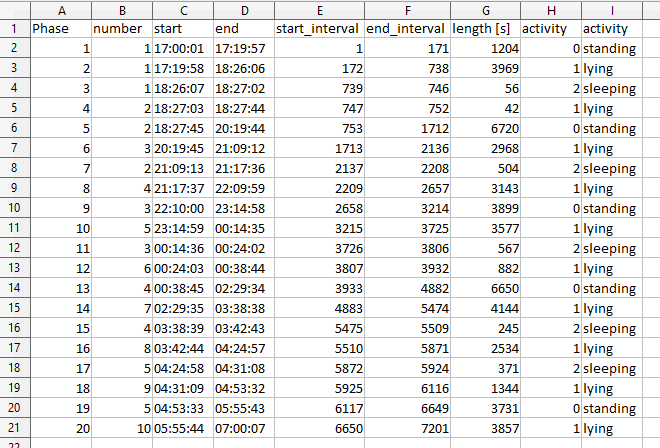 A B C D E F G H I
1 Phase number start end start_interval end_interval length [s] activity activity
2 1 1 17:00:01 17:19:57 1 171 1204 0 standing
3 2 1 17:19:58 18:26:06 172 738 3969 1 lying
4 3 1 18:26:07 18:27:02 739 746 56 2 sleeping
5 4 2 18:27:03 18:27:44 747 752 42 1 lying
6 5 2 18:27:45 20:19:44 753 1712 6720 0 standing
7 6 3 20:19:45 21:09:12 1713 2136 2968 1 lying
8 7 2 21:09:13 21:17:36 2137 2208 504 2 sleeping
9 8 4 21:17:37 22:09:59 2209 2657 3143 1 lying
10 9 3 22:10:00 23:14:58 2658 3214 3899 0 standing
11 10 5 23:14:59 00:14:35 3215 3725 3577 1 lying
12 11 3 00:14:36 00:24:02 3726 3806 567 2 sleeping
13 12 6 00:24:03 00:38:44 3807 3932 882 1 lying
14 13 4 00:38:45 02:29:34 3933 4882 6650 0 standing
15 14 7 02:29:35 03:38:38 4883 5474 4144 1 lying
16 15 4 03:38:39 03:42:43 5475 5509 245 2 sleeping
17 16 8 03:42:44 04:24:57 5510 5871 2534 1 lying
18 17 5 04:24:58 04:31:08 5872 5924 371 2 sleeping
19 18 9 04:31:09 04:53:32 5925 6116 1344 1 lying
20 19 5 04:53:33 05:55:43 6117 6649 3731 0 standing
21 20 10 05:55:44 07:00:07 6650 7201 3857 1 lying